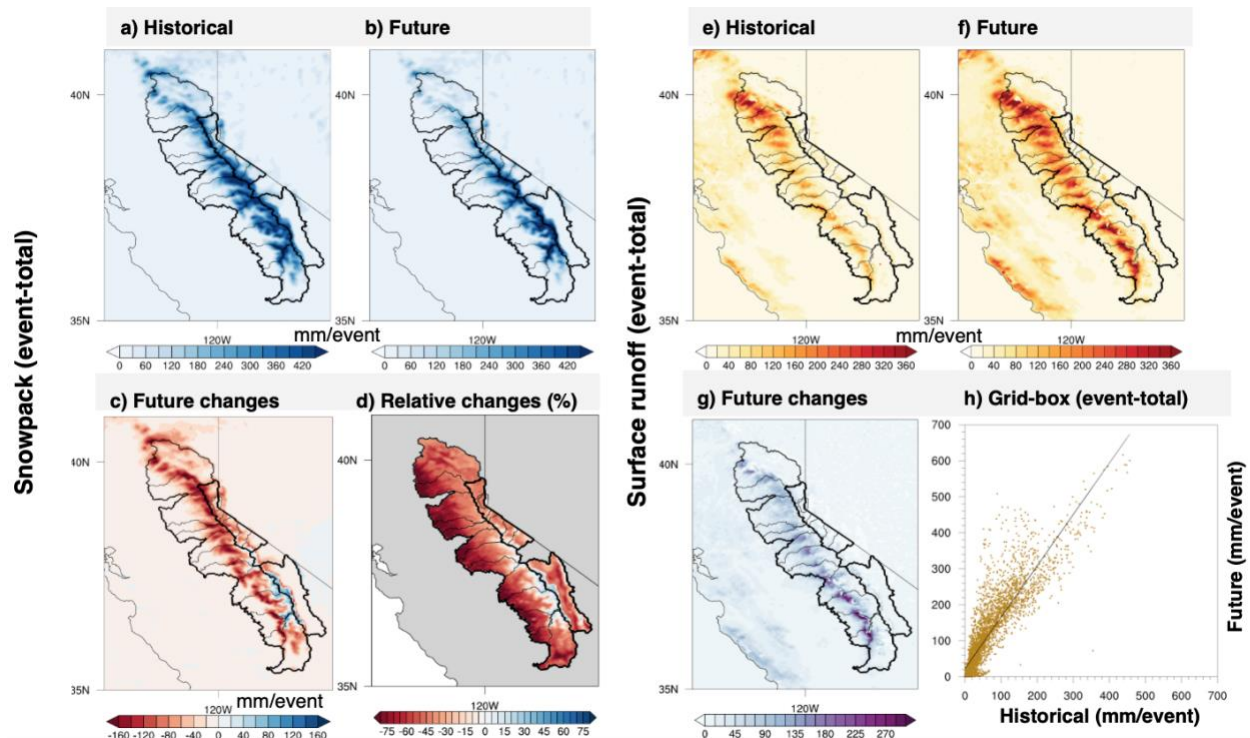 a) Historical
b) Future
e) Historical
f) Future
Snowpack (event-total)
Surface runoff (event-total)
40N
35N
120W
120W
mm/event
0 60 120 180 240 300 360 420
0 60 120 180 240 300 360 420
40N
35N
120W
120W
mm/event
0 40 80 120 160 200 240 280 320 360
0 40 80 120 160 200 240 280 320 360
c) Future changes
d) Relative changes (%)
g) Future changes
h) Grid-box (event-total)
40N
35N
120W
mm/event
-160 -120 -80 -40 0 40 80 120 160
40N
35N
120W
-75 -60 -45 -30 -15 0 15 30 45 60 75
40N
35N
120W
0 45 90 135 180 225 270
700
600
500
400
300
200
100
0
0 100 200 300 400 500 600 700
Historical (mm/event)
Future (mm/event)